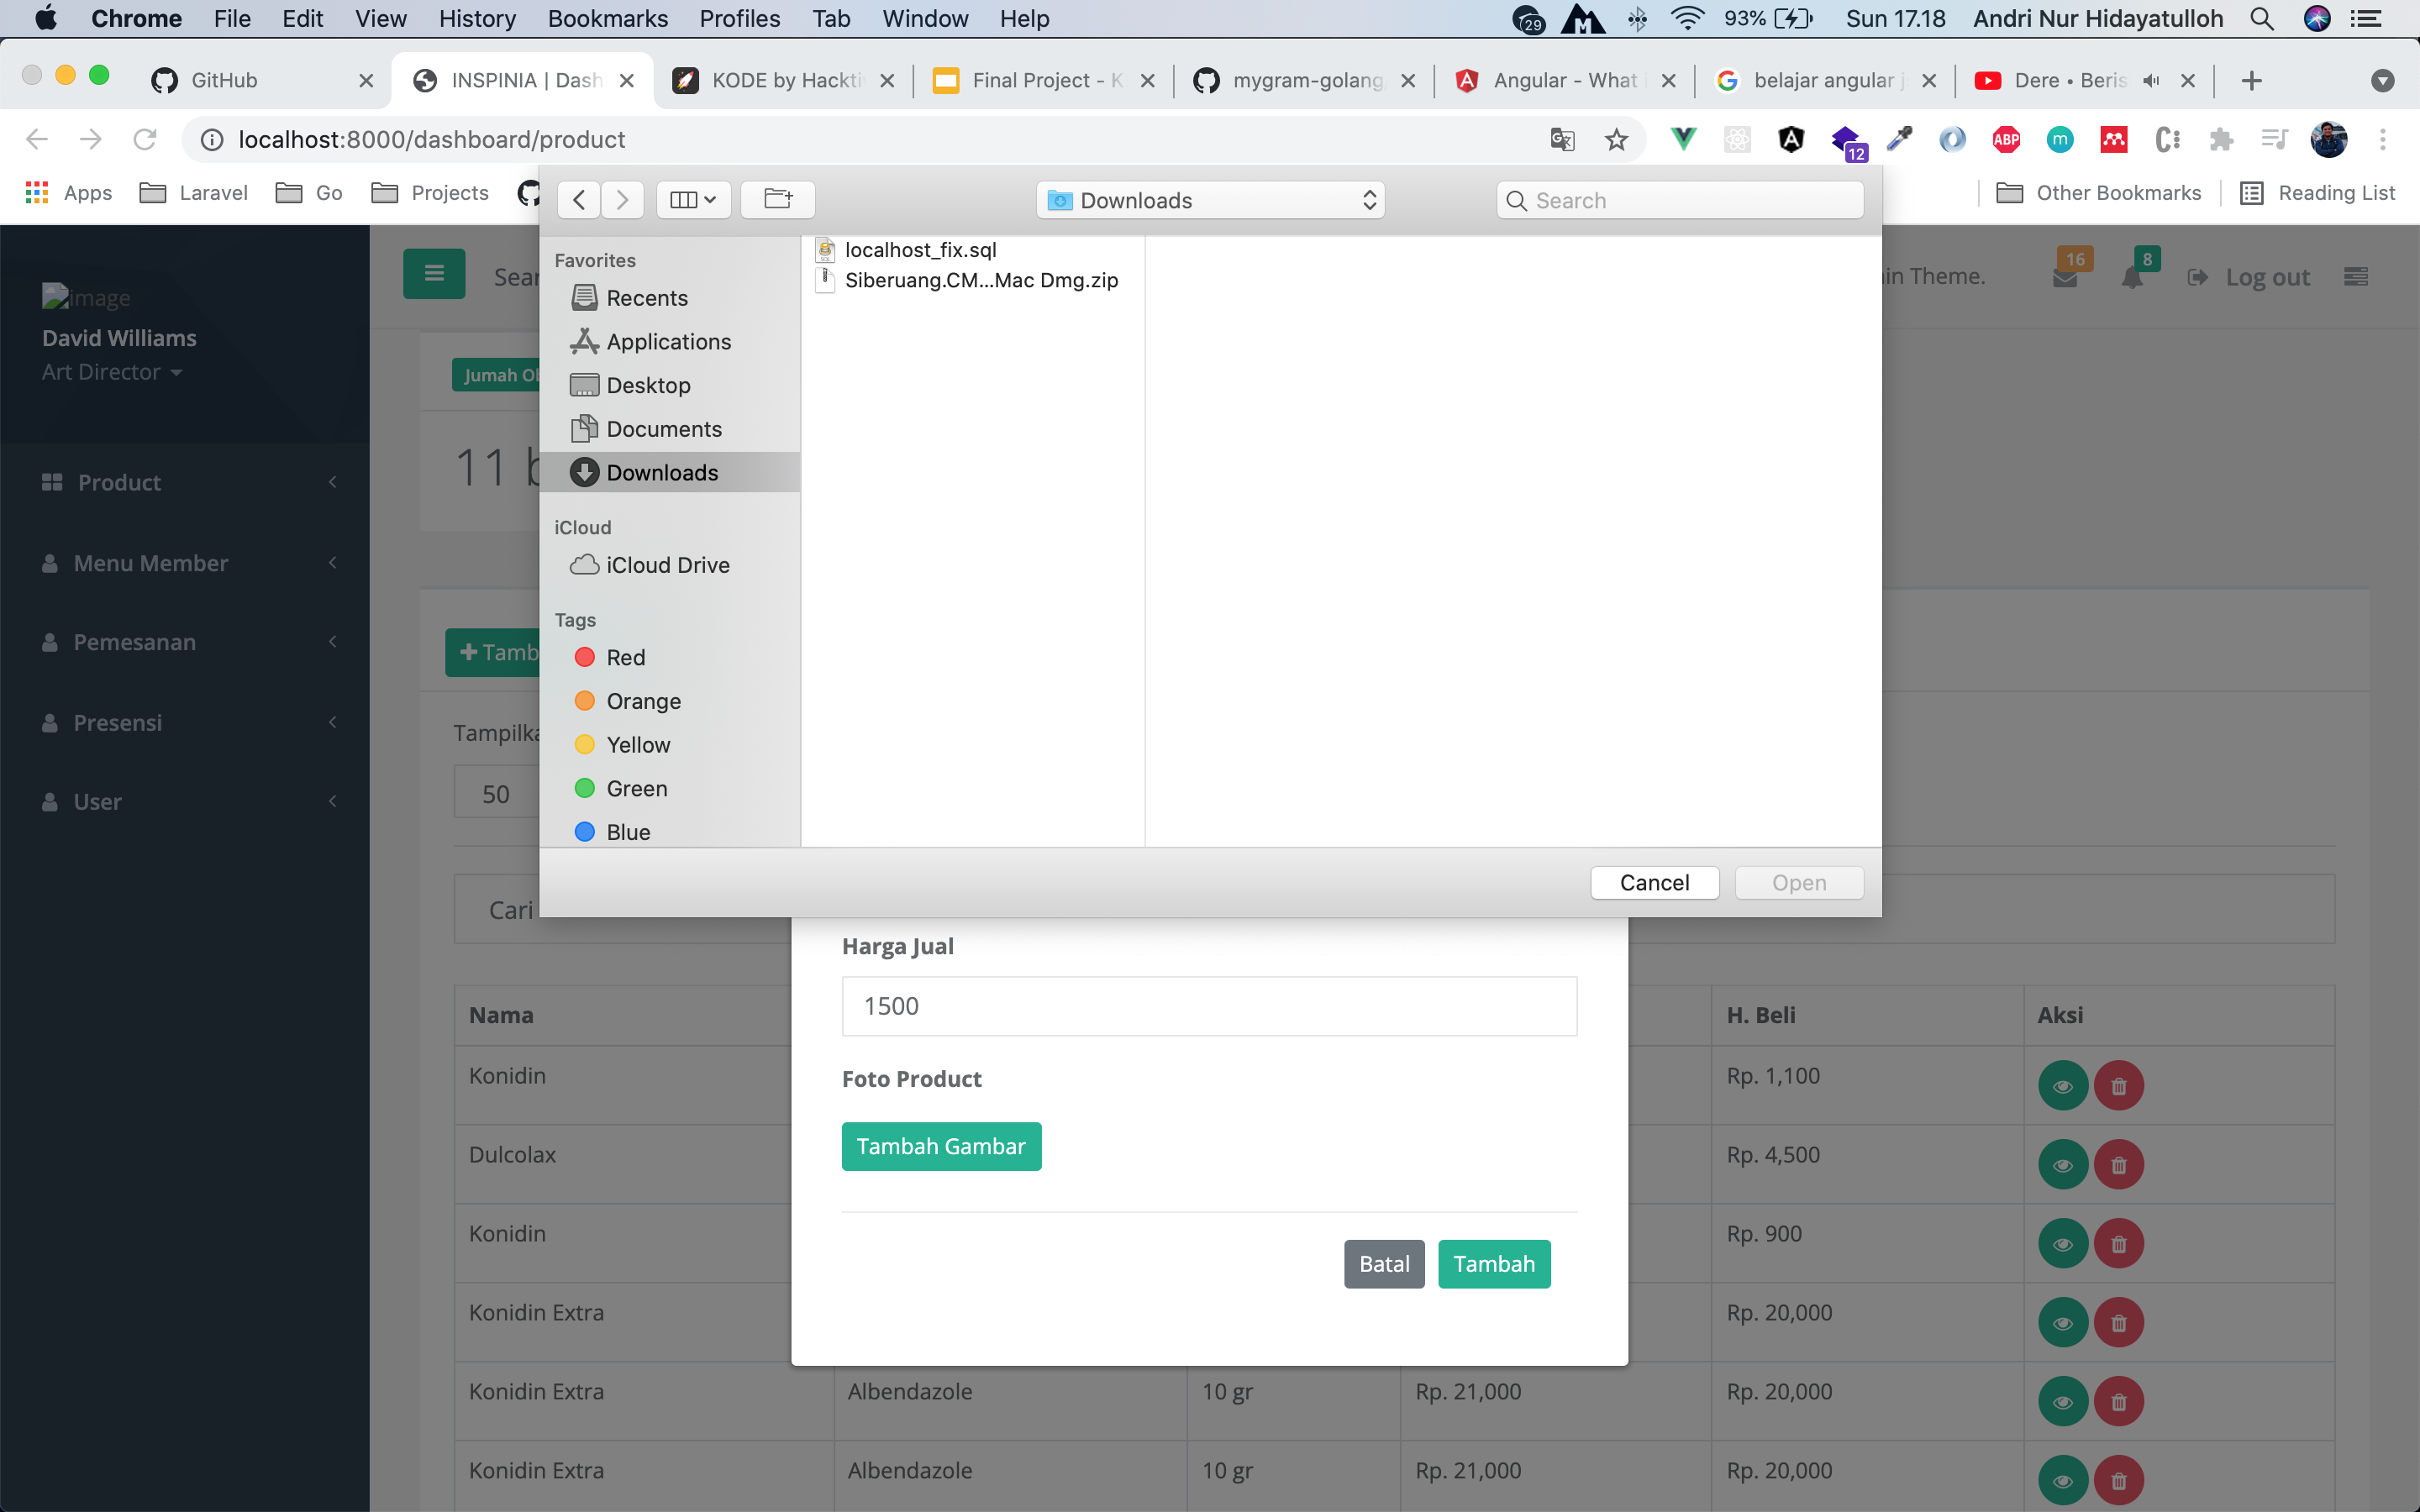 Chrome File Edit View History Bookmarks Profiles Tab Window Help 29 93% Sun 17.18 Andri Nur Hidayatulloh
GitHub INSPINIA | Dash KODE by Hackti Final Project - K mygram-golang, Angular - What i belajar angular j Dere • Beris
localhost:8000/dashboard/product ABP m 12
Apps Laravel Go Projects Other Bookmarks Reading List
Downloads Search
Favorites
Recents
Applications
Desktop
Documents
Downloads
iCloud
iCloud Drive
Tags
Red
Orange
Yellow
Green
Blue
localhost_fix.sql
Siberuang.CM...Mac Dmg.zip
Cancel Open
image
David Williams
Art Director
Product
Menu Member
Pemesanan
Presensi
User
Sear in Theme. 16 8 Log out
Jumah Ob
11 b
Tamb
Tampilka
50
Cari
Harga Jual
1500
Foto Product
Tambah Gambar
Batal Tambah
Nama H. Beli Aksi
Konidin Rp. 1,100
Dulcolax Rp. 4,500
Konidin Rp. 900
Konidin Extra Rp. 20,000
Konidin Extra Albendazole 10 gr Rp. 21,000 Rp. 20,000
Konidin Extra Albendazole 10 gr Rp. 21,000 Rp. 20,000